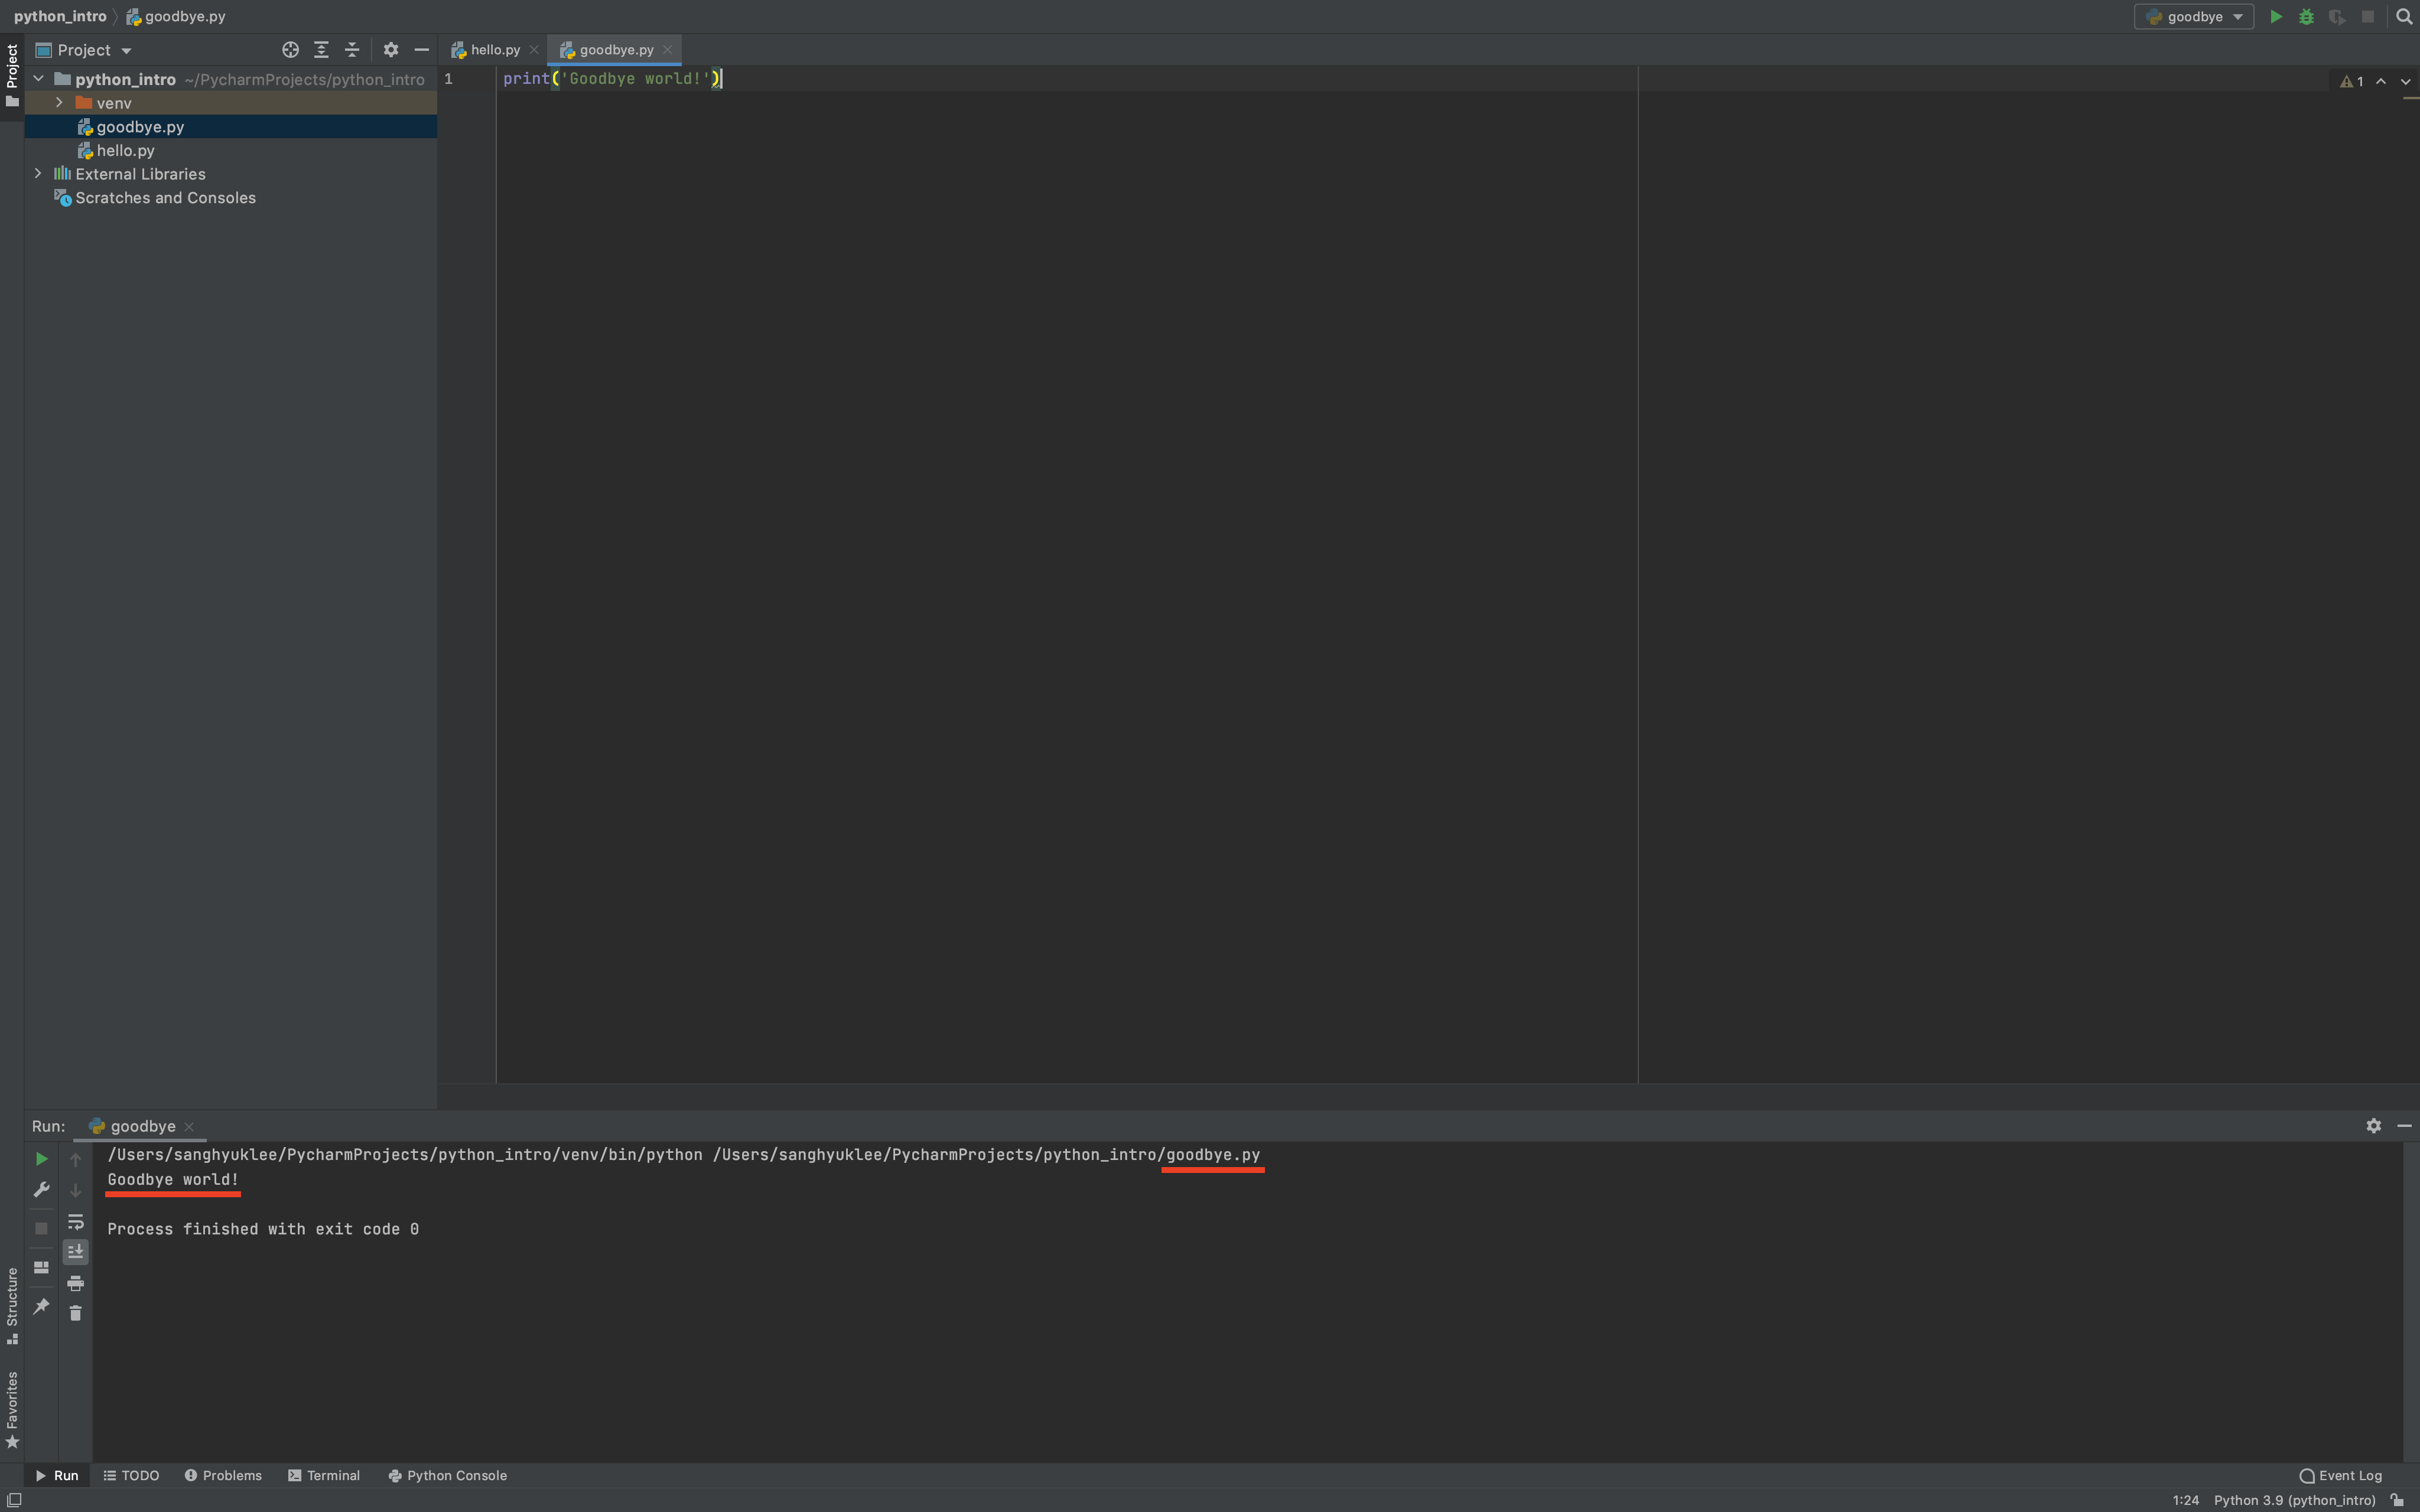 python_intro goodbye.py
goodbye
Project
Project
hello.py
goodbye.py
python_intro ~/PycharmProjects/python_intro
venv
goodbye.py
hello.py
External Libraries
Scratches and Consoles
1 print('Goodbye world!')
1
Run: goodbye
/Users/sanghyuklee/PycharmProjects/python_intro/venv/bin/python /Users/sanghyuklee/PycharmProjects/python_intro/goodbye.py
Goodbye world!
Process finished with exit code 0
Structure
Favorites
Run TODO Problems Terminal Python Console
Event Log
1:24 Python 3.9 (python_intro)